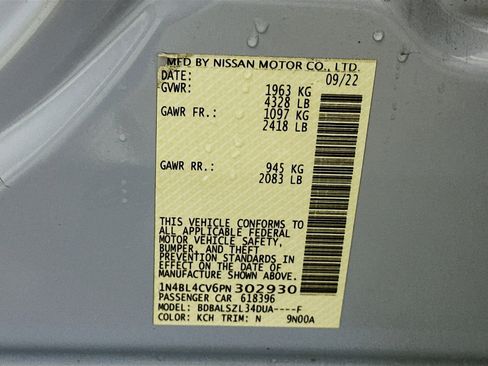 MFD BY NISSAN MOTOR CO., LTD.
DATE: 09/22
GVWR: 1963 KG
4328 LB
GAWR FR.: 1097 KG
2418 LB
GAWR RR.: 945 KG
2083 LB
THIS VEHICLE CONFORMS TO
ALL APPLICABLE FEDERAL
MOTOR VEHICLE SAFETY,
BUMPER, AND THEFT
PREVENTION STANDARDS IN
EFFECT ON THE DATE OF
MANUFACTURE SHOWN ABOVE.
1N4BL4CV6PN302930
PASSENGER CAR 618396
MODEL: BDBALSZL34DUA----F
COLOR: KCH TRIM: N 9N00A